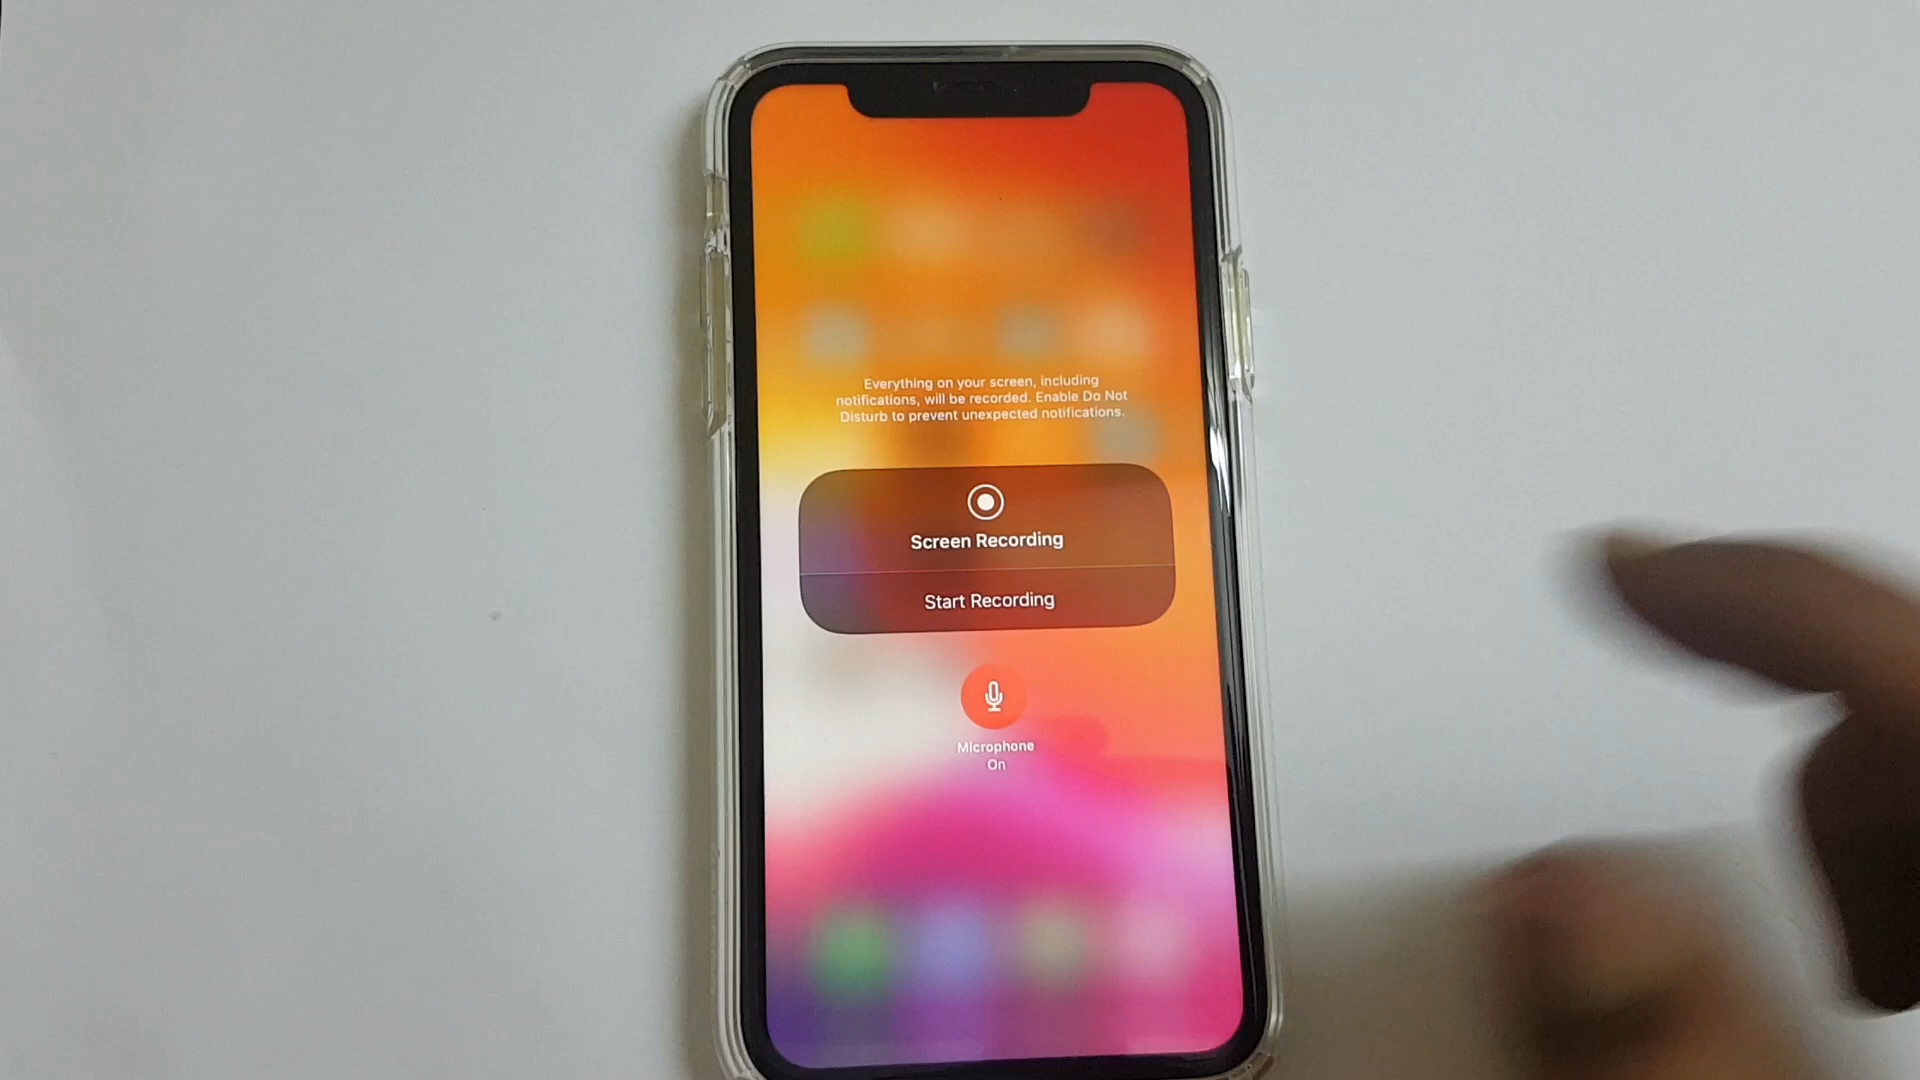 Everything on your screen, including
notifications, will be recorded. Enable Do Not
Disturb to prevent unexpected notifications.
Screen Recording
Start Recording
Microphone
On